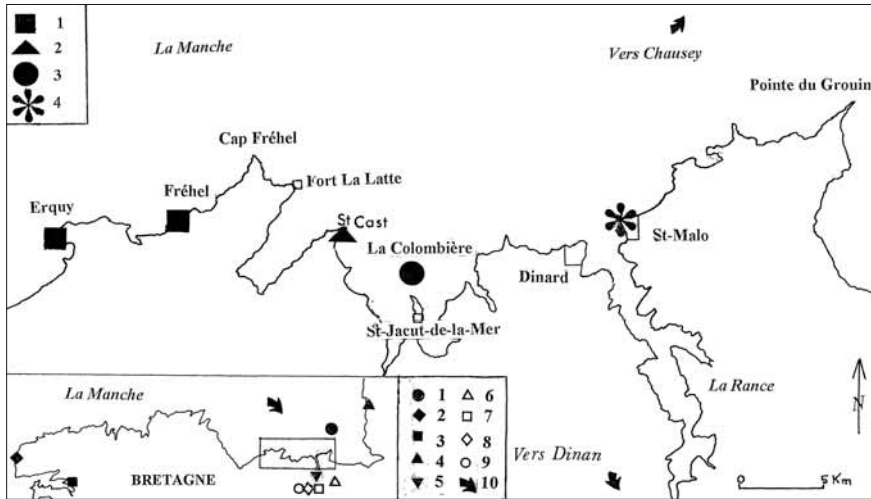 1
2
3
4
La Manche
Vers Chausey
Pointe du Grouin
Cap Fréhel
Fort La Latte
Fréhel
Erquy
St Cast
La Colombière
St-Malo
Dinard
St-Jacut-de-la-Mer
La Rance
N
Vers Dinan
5 Km
La Manche
BRETAGNE
1 6
2 7
3 8
4 9
5 10